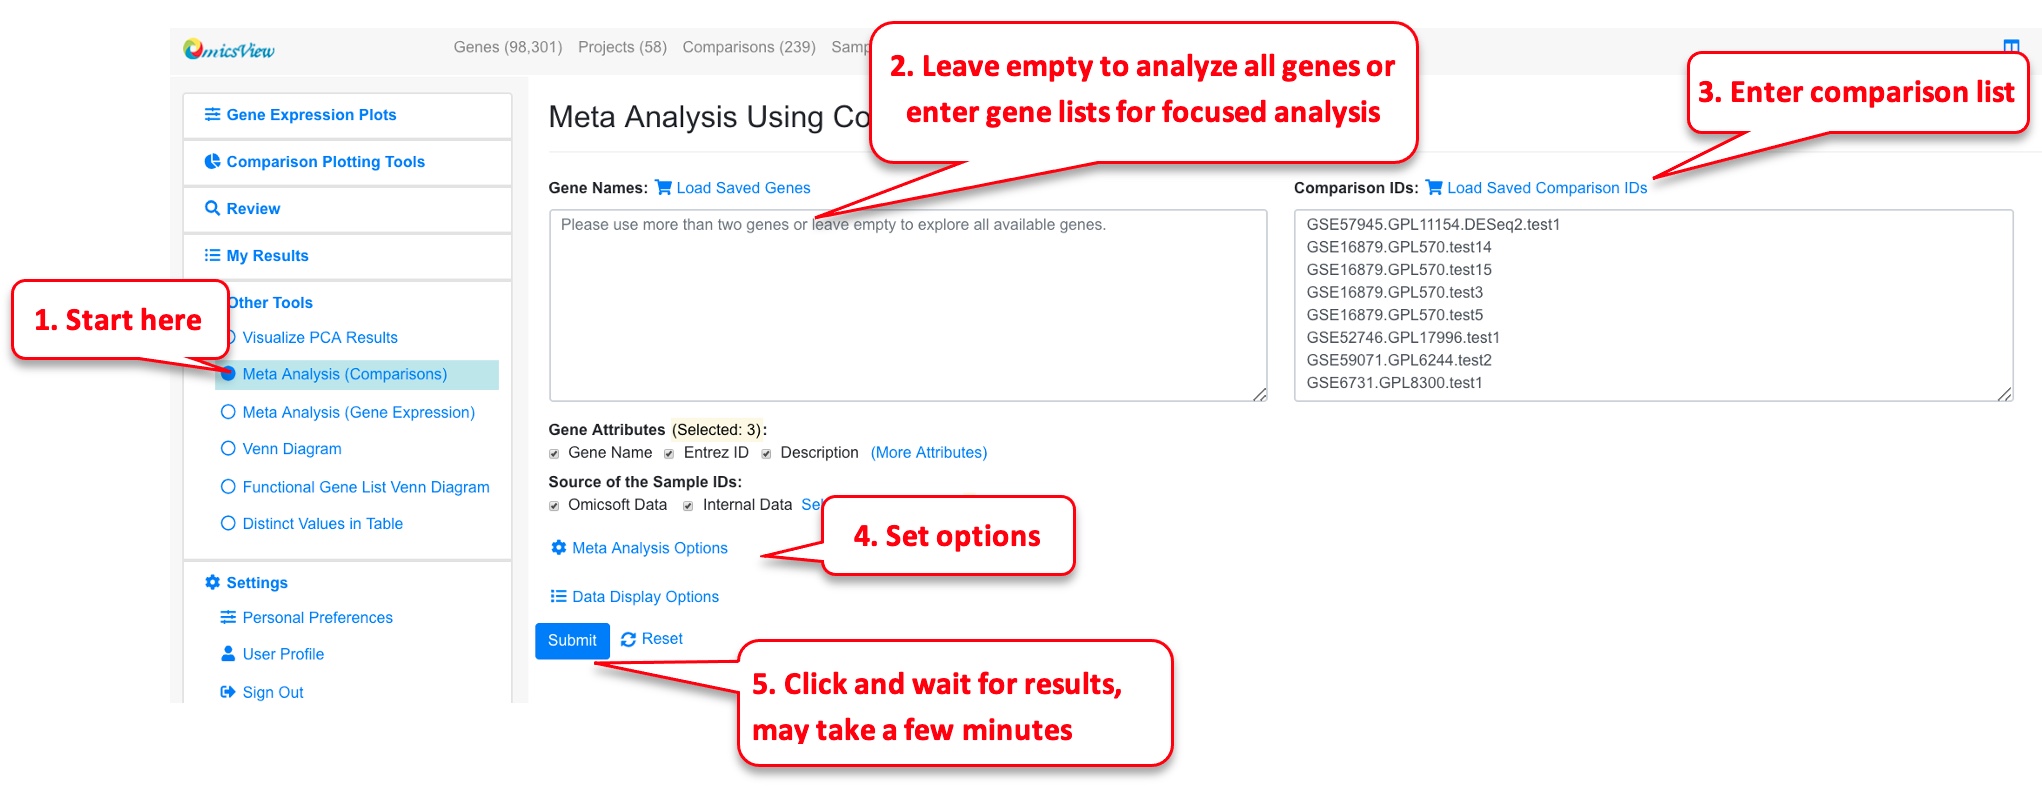 OmicsView
Genes (98,301) Projects (58) Comparisons (239)
2. Leave empty to analyze all genes or
enter gene lists for focused analysis
3. Enter comparison list
Gene Expression Plots
Comparison Plotting Tools
Review
My Results
1. Start here
Other Tools
Visualize PCA Results
Meta Analysis (Comparisons)
Meta Analysis (Gene Expression)
Venn Diagram
Functional Gene List Venn Diagram
Distinct Values in Table
Settings
Personal Preferences
User Profile
Sign Out
Meta Analysis Using
Gene Names: Load Saved Genes
Please use more than two genes or leave empty to explore all available genes.
Comparison IDs: Load Saved Comparison IDs
GSE57945.GPL11154.DESeq2.test1
GSE16879.GPL570.test14
GSE16879.GPL570.test15
GSE16879.GPL570.test3
GSE16879.GPL570.test5
GSE52746.GPL17996.test1
GSE59071.GPL6244.test2
GSE6731.GPL8300.test1
Gene Attributes (Selected: 3):
Gene Name Entrez ID Description (More Attributes)
Source of the Sample IDs:
Omicsoft Data Internal Data
4. Set options
Meta Analysis Options
Data Display Options
Submit Reset
5. Click and wait for results,
may take a few minutes